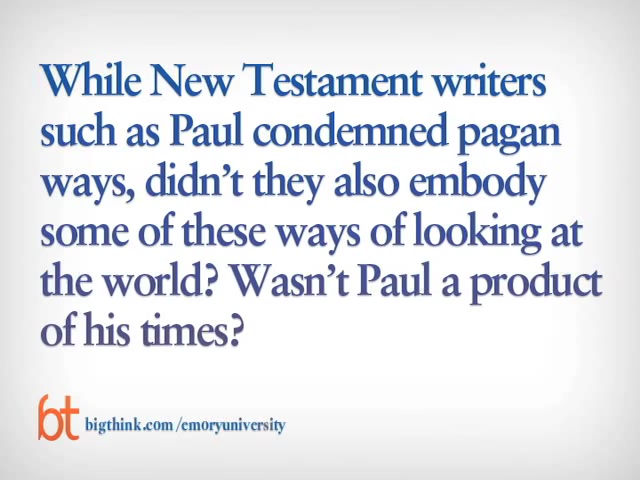 While New Testament writers
such as Paul condemned pagan
ways, didn't they also embody
some of these ways of looking at
the world? Wasn't Paul a product
of his times?
bt bigthink.com/emoryuniversity